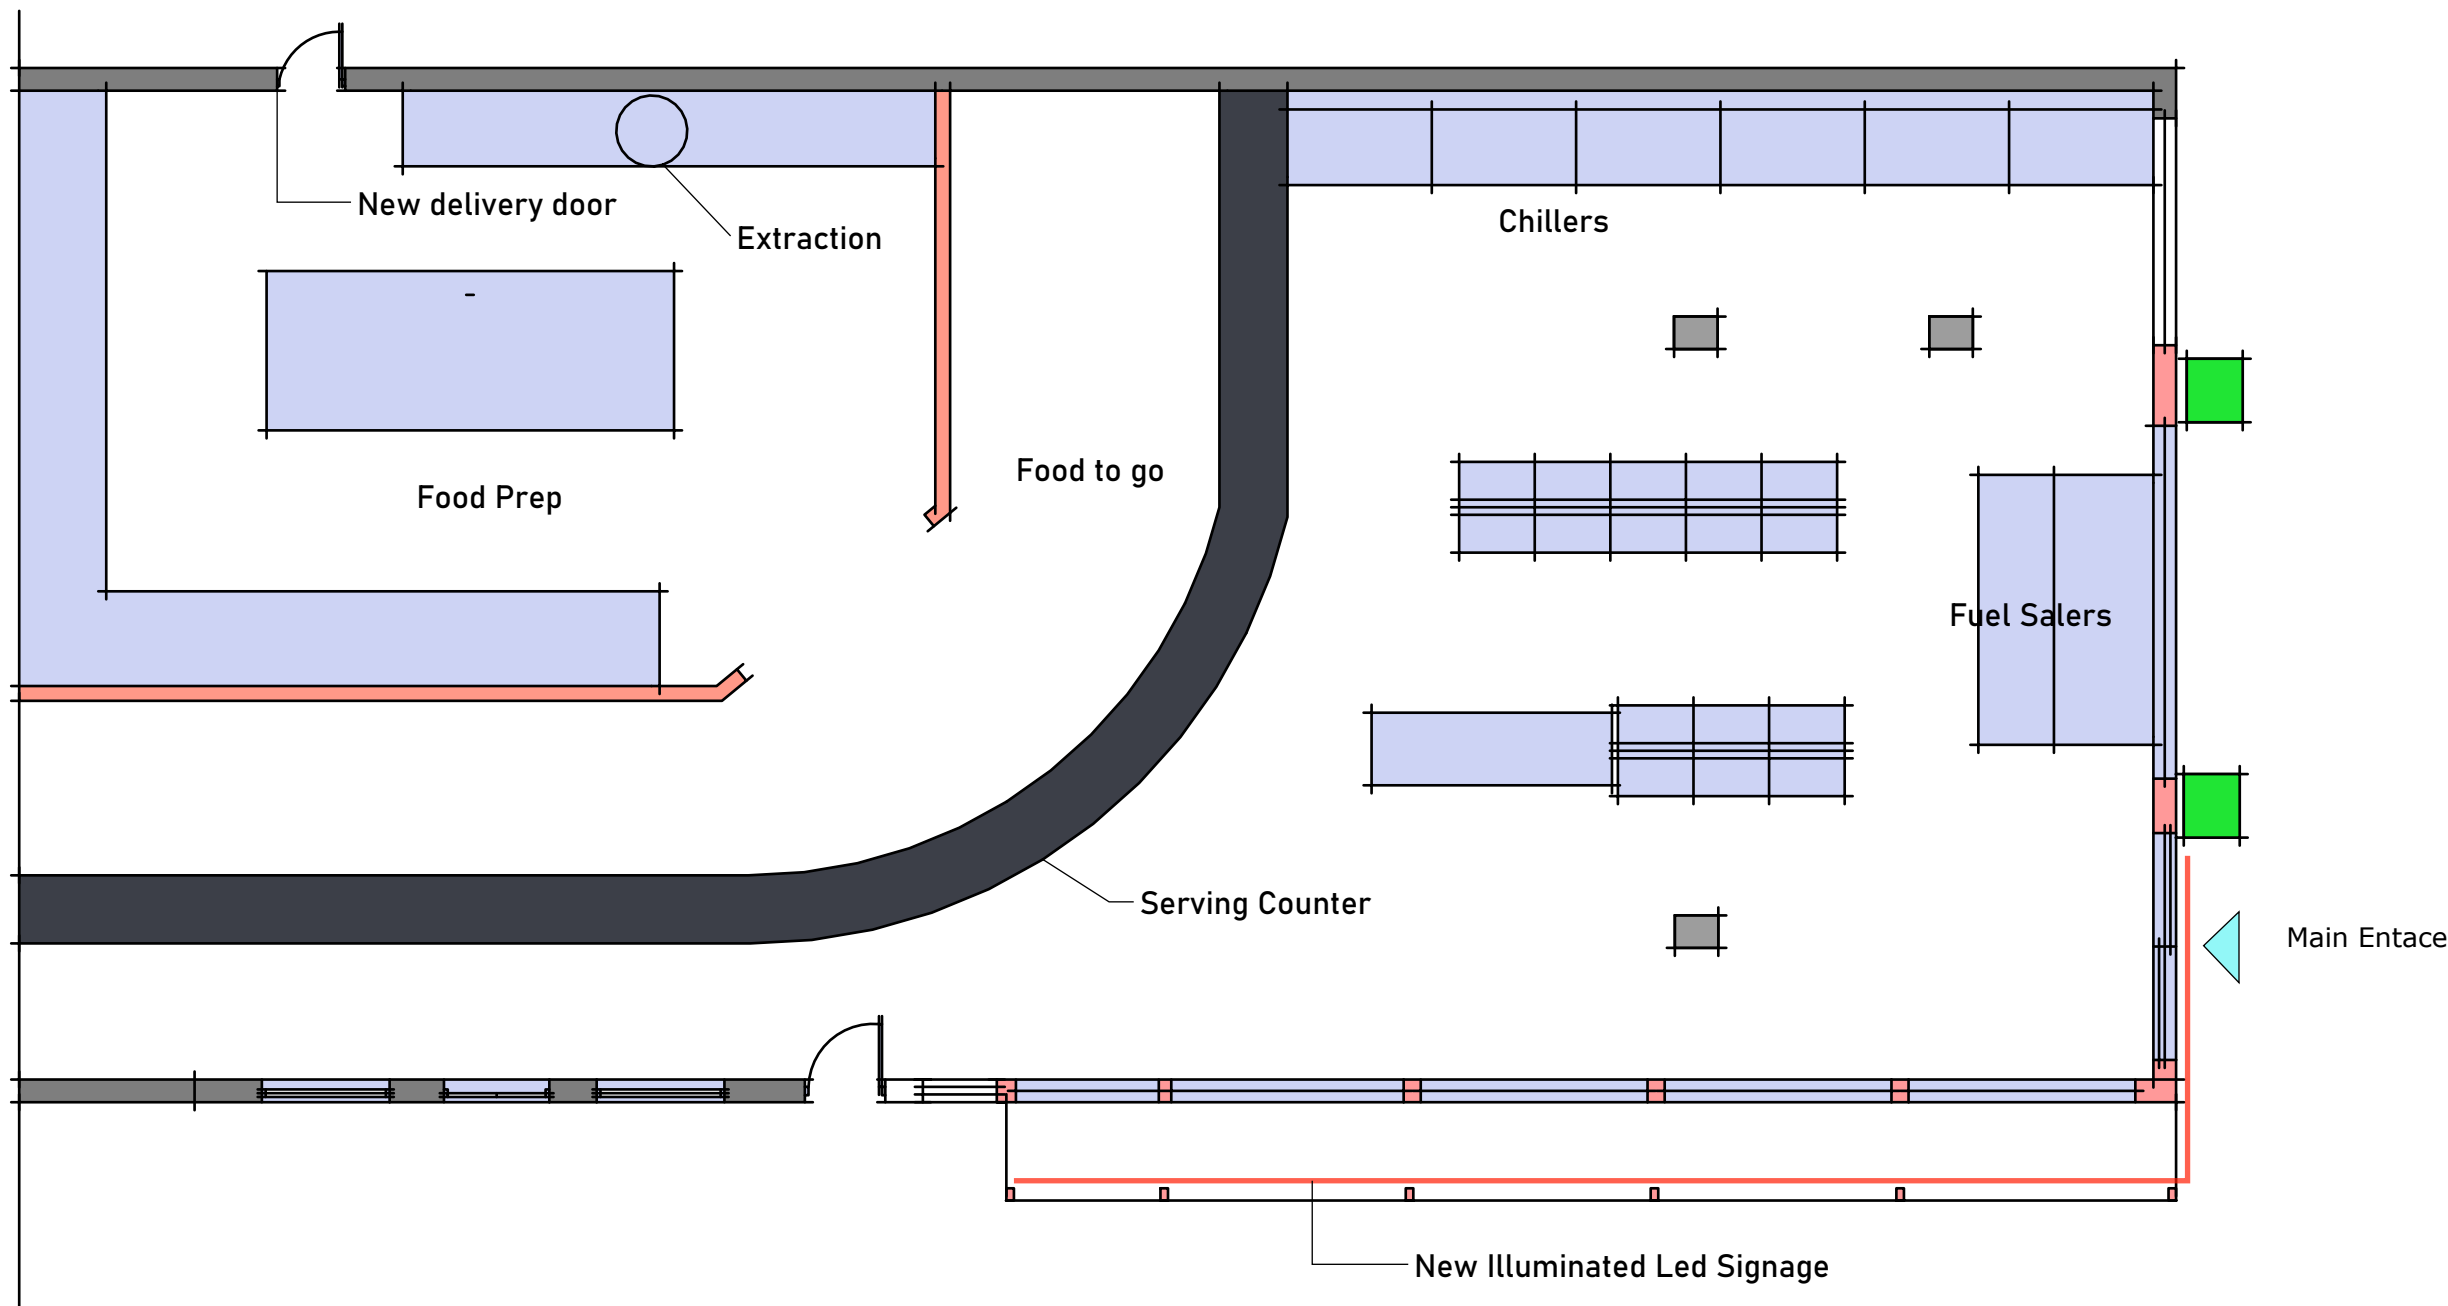 New delivery door
Extraction
Chillers
Food to go
Food Prep
Fuel Salers
Serving Counter
Main Entace
New Illuminated Led Signage